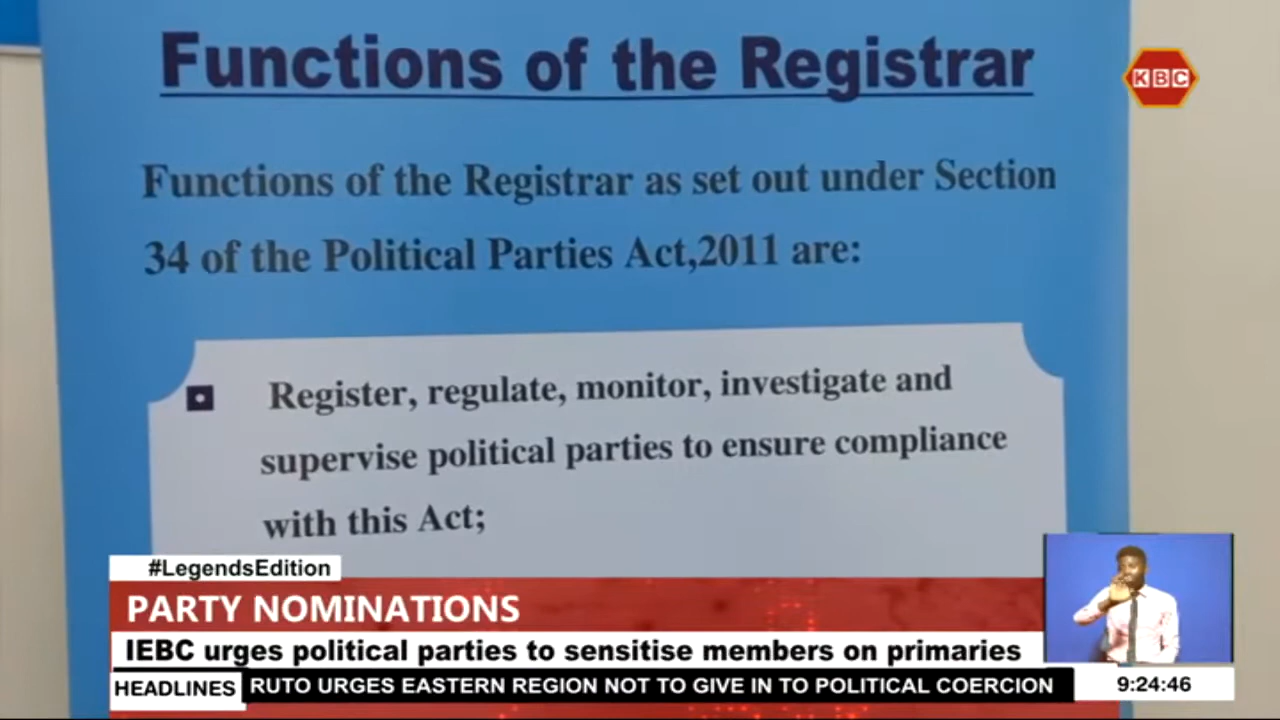 Functions of the Registrar
KBC
Functions of the Registrar as set out under Section
34 of the Political Parties Act,2011 are:
Register, regulate, monitor, investigate and
supervise political parties to ensure compliance
with this Act;
#LegendsEdition
PARTY NOMINATIONS
IEBC urges political parties to sensitise members on primaries
HEADLINES RUTO URGES EASTERN REGION NOT TO GIVE IN TO POLITICAL COERCION 9:24:46